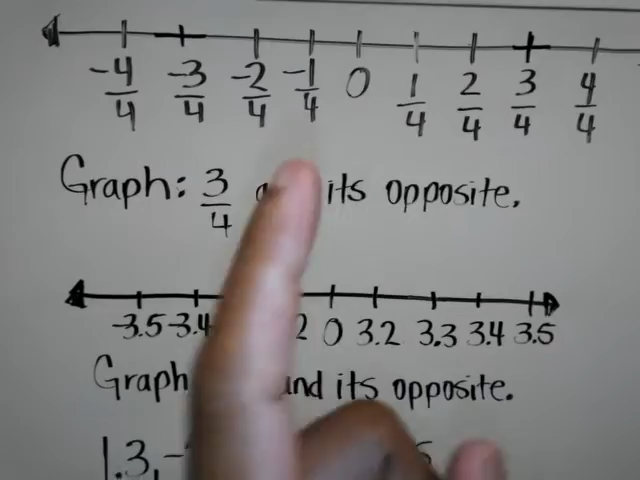 -4/4 -3/4 -2/4 -1/4 0 1/4 2/4 3/4 4/4
Graph: 3/4 its opposite.
-3.5 -3.4 2 0 3.2 3.3 3.4 3.5
Graph and its opposite.
1.3, -